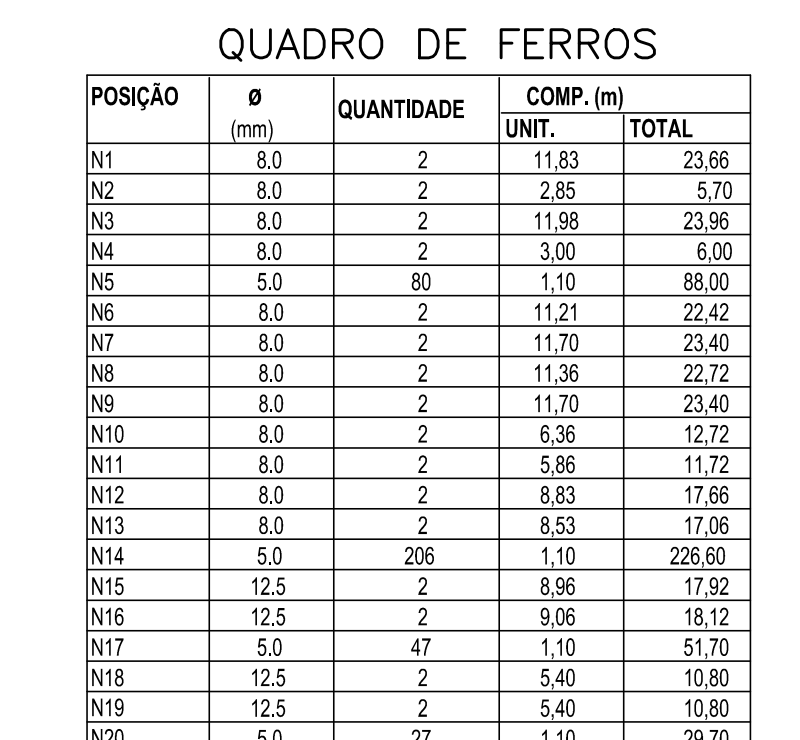 QUADRO DE FERROS
POSIÇÃO Ø (mm) QUANTIDADE COMP. (m)
UNIT. TOTAL
N1 8.0 2 11,83 23,66
N2 8.0 2 2,85 5,70
N3 8.0 2 11,98 23,96
N4 8.0 2 3,00 6,00
N5 5.0 80 1,10 88,00
N6 8.0 2 11,21 22,42
N7 8.0 2 11,70 23,40
N8 8.0 2 11,36 22,72
N9 8.0 2 11,70 23,40
N10 8.0 2 6,36 12,72
N11 8.0 2 5,86 11,72
N12 8.0 2 8,83 17,66
N13 8.0 2 8,53 17,06
N14 5.0 206 1,10 226,60
N15 12.5 2 8,96 17,92
N16 12.5 2 9,06 18,12
N17 5.0 47 1,10 51,70
N18 12.5 2 5,40 10,80
N19 12.5 2 5,40 10,80
N20 5.0 27 1,10 29,70